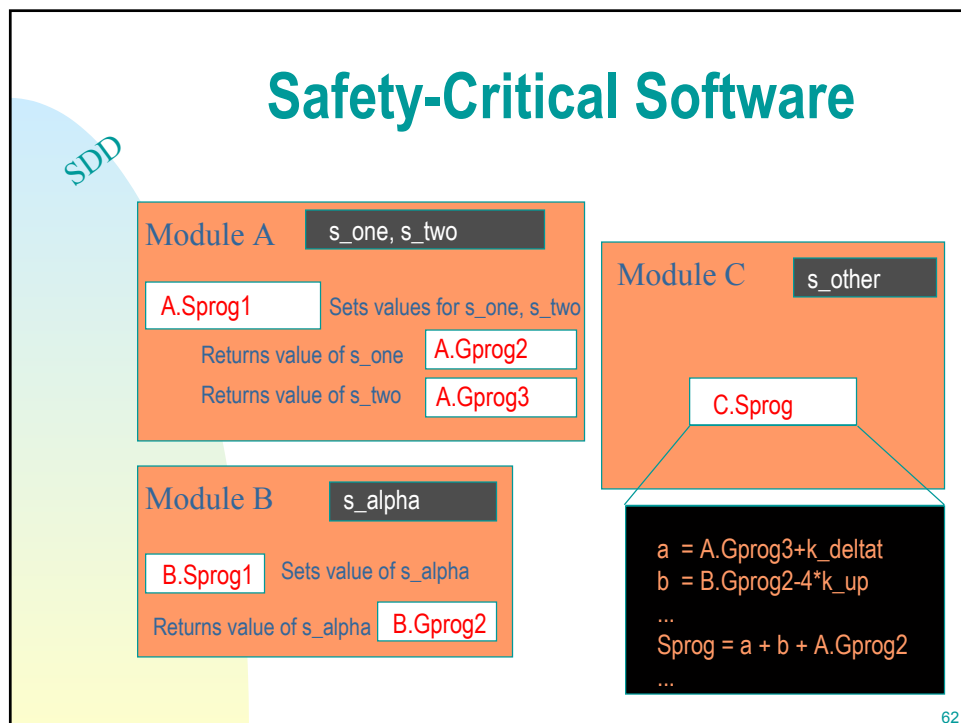 Safety-Critical Software
SDD
Module A
s_one, s_two
A.Sprog1
Sets values for s_one, s_two
Returns value of s_one
A.Gprog2
Returns value of s_two
A.Gprog3
Module B
s_alpha
B.Sprog1
Sets value of s_alpha
Returns value of s_alpha
B.Gprog2
Module C
s_other
C.Sprog
a = A.Gprog3+k_deltat
b = B.Gprog2-4*k_up
...
Sprog = a + b + A.Gprog2
...
62